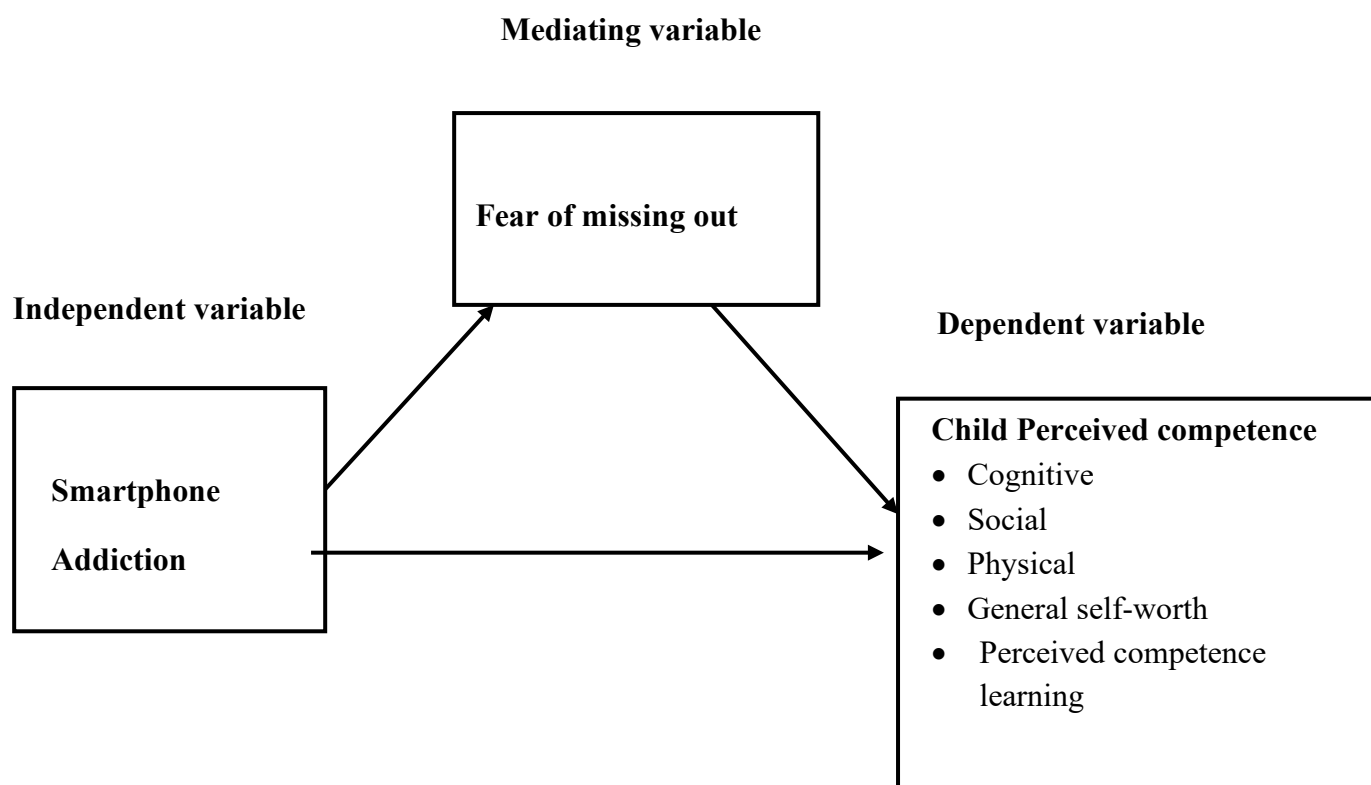 Mediating variable
Fear of missing out
Independent variable
Dependent variable
Smartphone
Addiction
Child Perceived competence
• Cognitive
• Social
• Physical
• General self-worth
• Perceived competence
learning